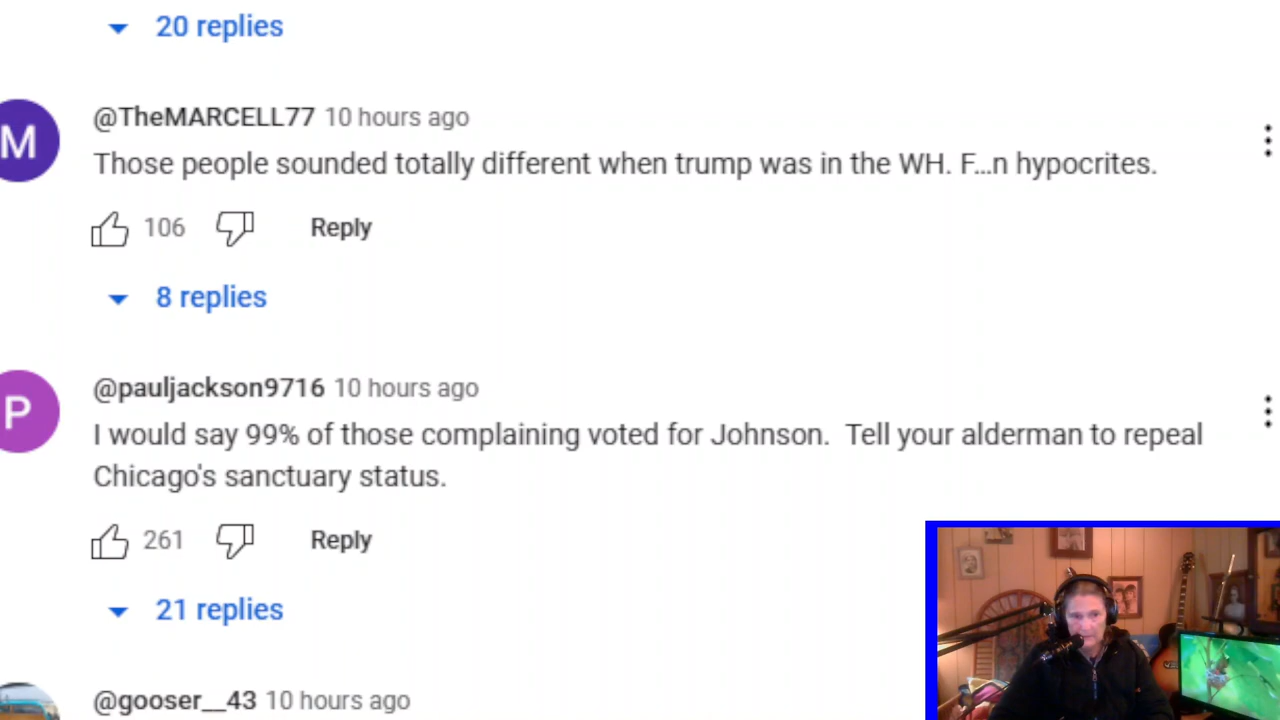 20 replies
M
@TheMARCELL77 10 hours ago
Those people sounded totally different when trump was in the WH. F...n hypocrites.
106 Reply
8 replies
P
@pauljackson9716 10 hours ago
I would say 99% of those complaining voted for Johnson.  Tell your alderman to repeal
Chicago's sanctuary status.
261 Reply
21 replies
@gooser__43 10 hours ago